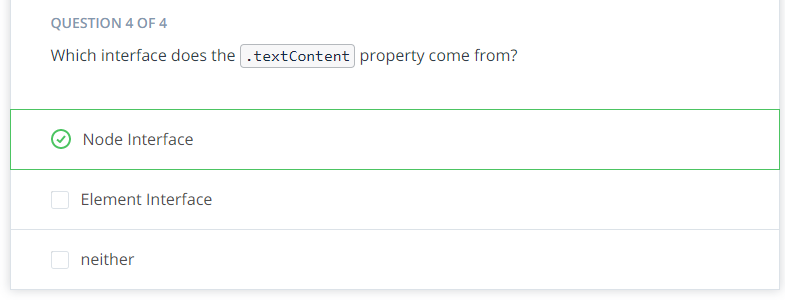 QUESTION 4 OF 4
Which interface does the .textContent property come from?
Node Interface
Element Interface
neither